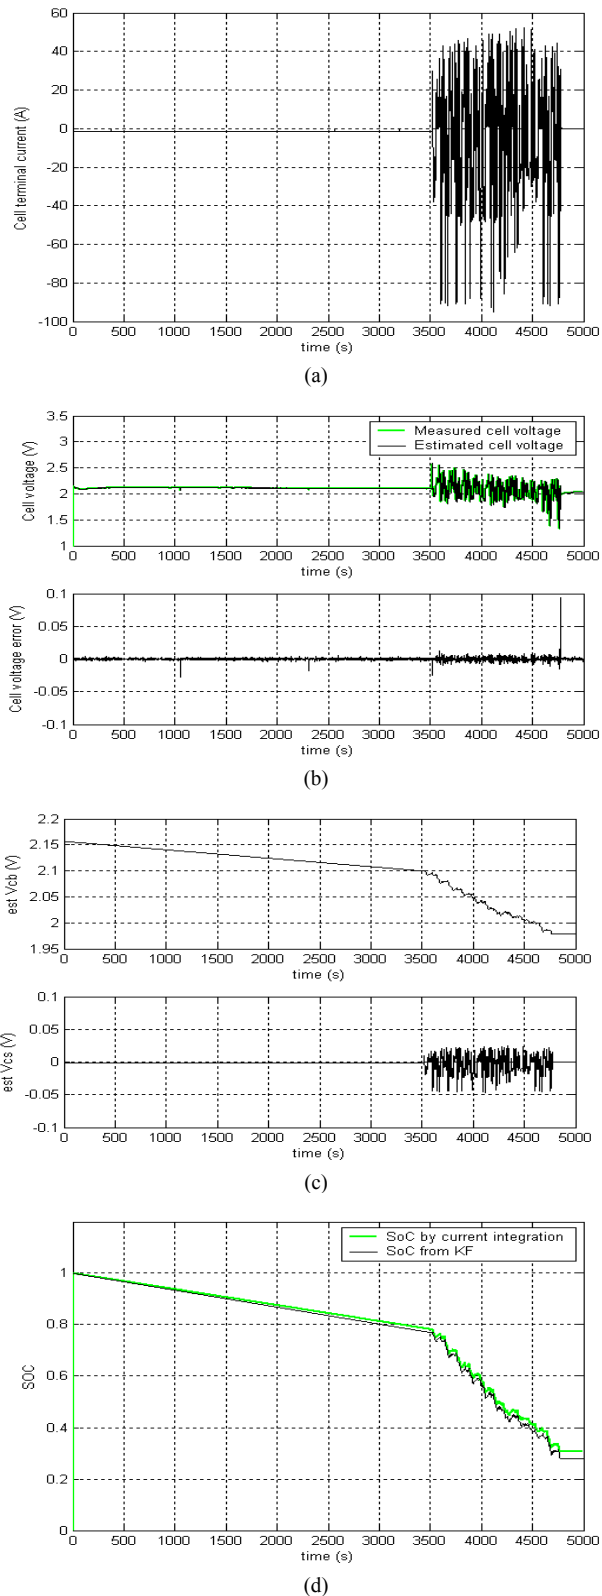 60
40
20
0
-20
-40
-60
-80
-100
Cell terminal current (A)
0 500 1000 1500 2000 2500 3000 3500 4000 4500 5000
time (s)
(a)
3.5
3
2.5
2
1.5
1
Cell voltage (V)
Measured cell voltage
Estimated cell voltage
0 500 1000 1500 2000 2500 3000 3500 4000 4500 5000
time (s)
0.1
0.05
0
-0.05
-0.1
Cell voltage error (V)
0 500 1000 1500 2000 2500 3000 3500 4000 4500 5000
time (s)
(b)
2.2
2.15
2.1
2.05
2
1.95
est Vcb (V)
0 500 1000 1500 2000 2500 3000 3500 4000 4500 5000
time (s)
0.1
0.05
0
-0.05
-0.1
est Vcs (V)
0 500 1000 1500 2000 2500 3000 3500 4000 4500 5000
time (s)
(c)
SoC by current integration
SoC from KF
1
0.8
0.6
0.4
0.2
0
SOC
0 500 1000 1500 2000 2500 3000 3500 4000 4500 5000
time (s)
(d)